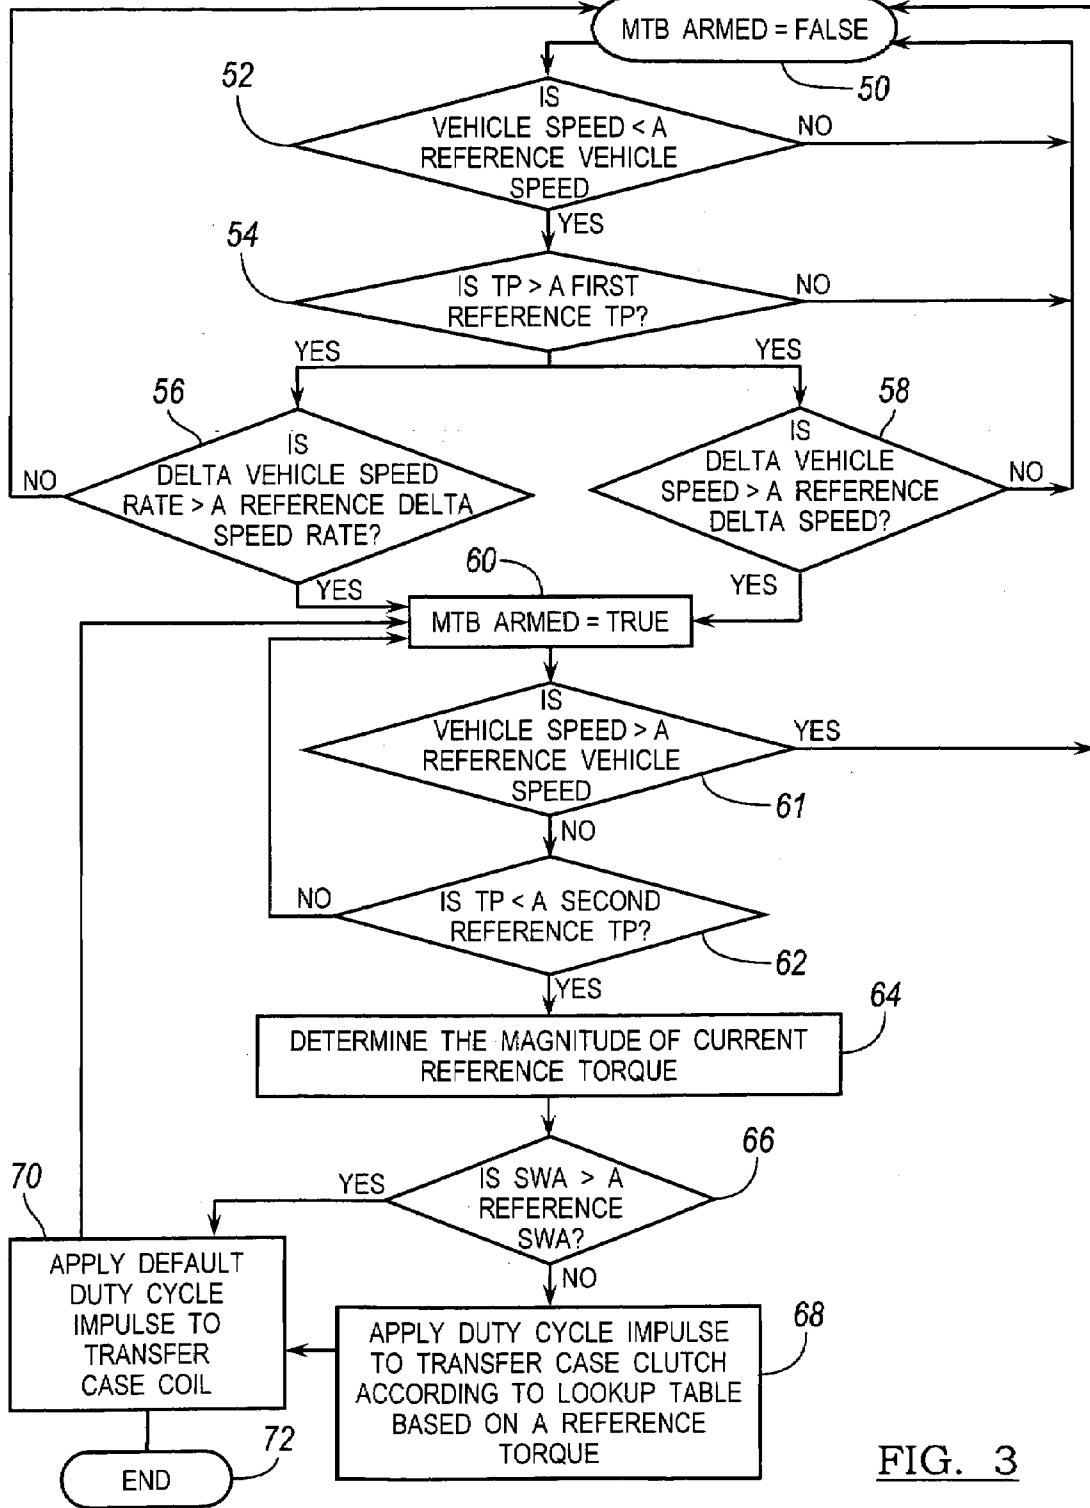 MTB ARMED = FALSE
50
52
IS
VEHICLE SPEED < A
REFERENCE VEHICLE
SPEED
NO
YES
54
IS TP > A FIRST
REFERENCE TP?
NO
YES
YES
56
IS
DELTA VEHICLE SPEED
RATE > A REFERENCE DELTA
SPEED RATE?
NO
58
IS
DELTA VEHICLE
SPEED > A REFERENCE
DELTA SPEED?
NO
YES
60
YES
MTB ARMED = TRUE
IS
VEHICLE SPEED > A
REFERENCE VEHICLE
SPEED
YES
61
NO
IS TP < A SECOND
REFERENCE TP?
NO
62
YES
64
DETERMINE THE MAGNITUDE OF CURRENT
REFERENCE TORQUE
66
IS SWA > A
REFERENCE
SWA?
YES
NO
70
APPLY DEFAULT
DUTY CYCLE
IMPULSE TO
TRANSFER
CASE COIL
68
APPLY DUTY CYCLE IMPULSE
TO TRANSFER CASE CLUTCH
ACCORDING TO LOOKUP TABLE
BASED ON A REFERENCE
TORQUE
72
END
FIG. 3